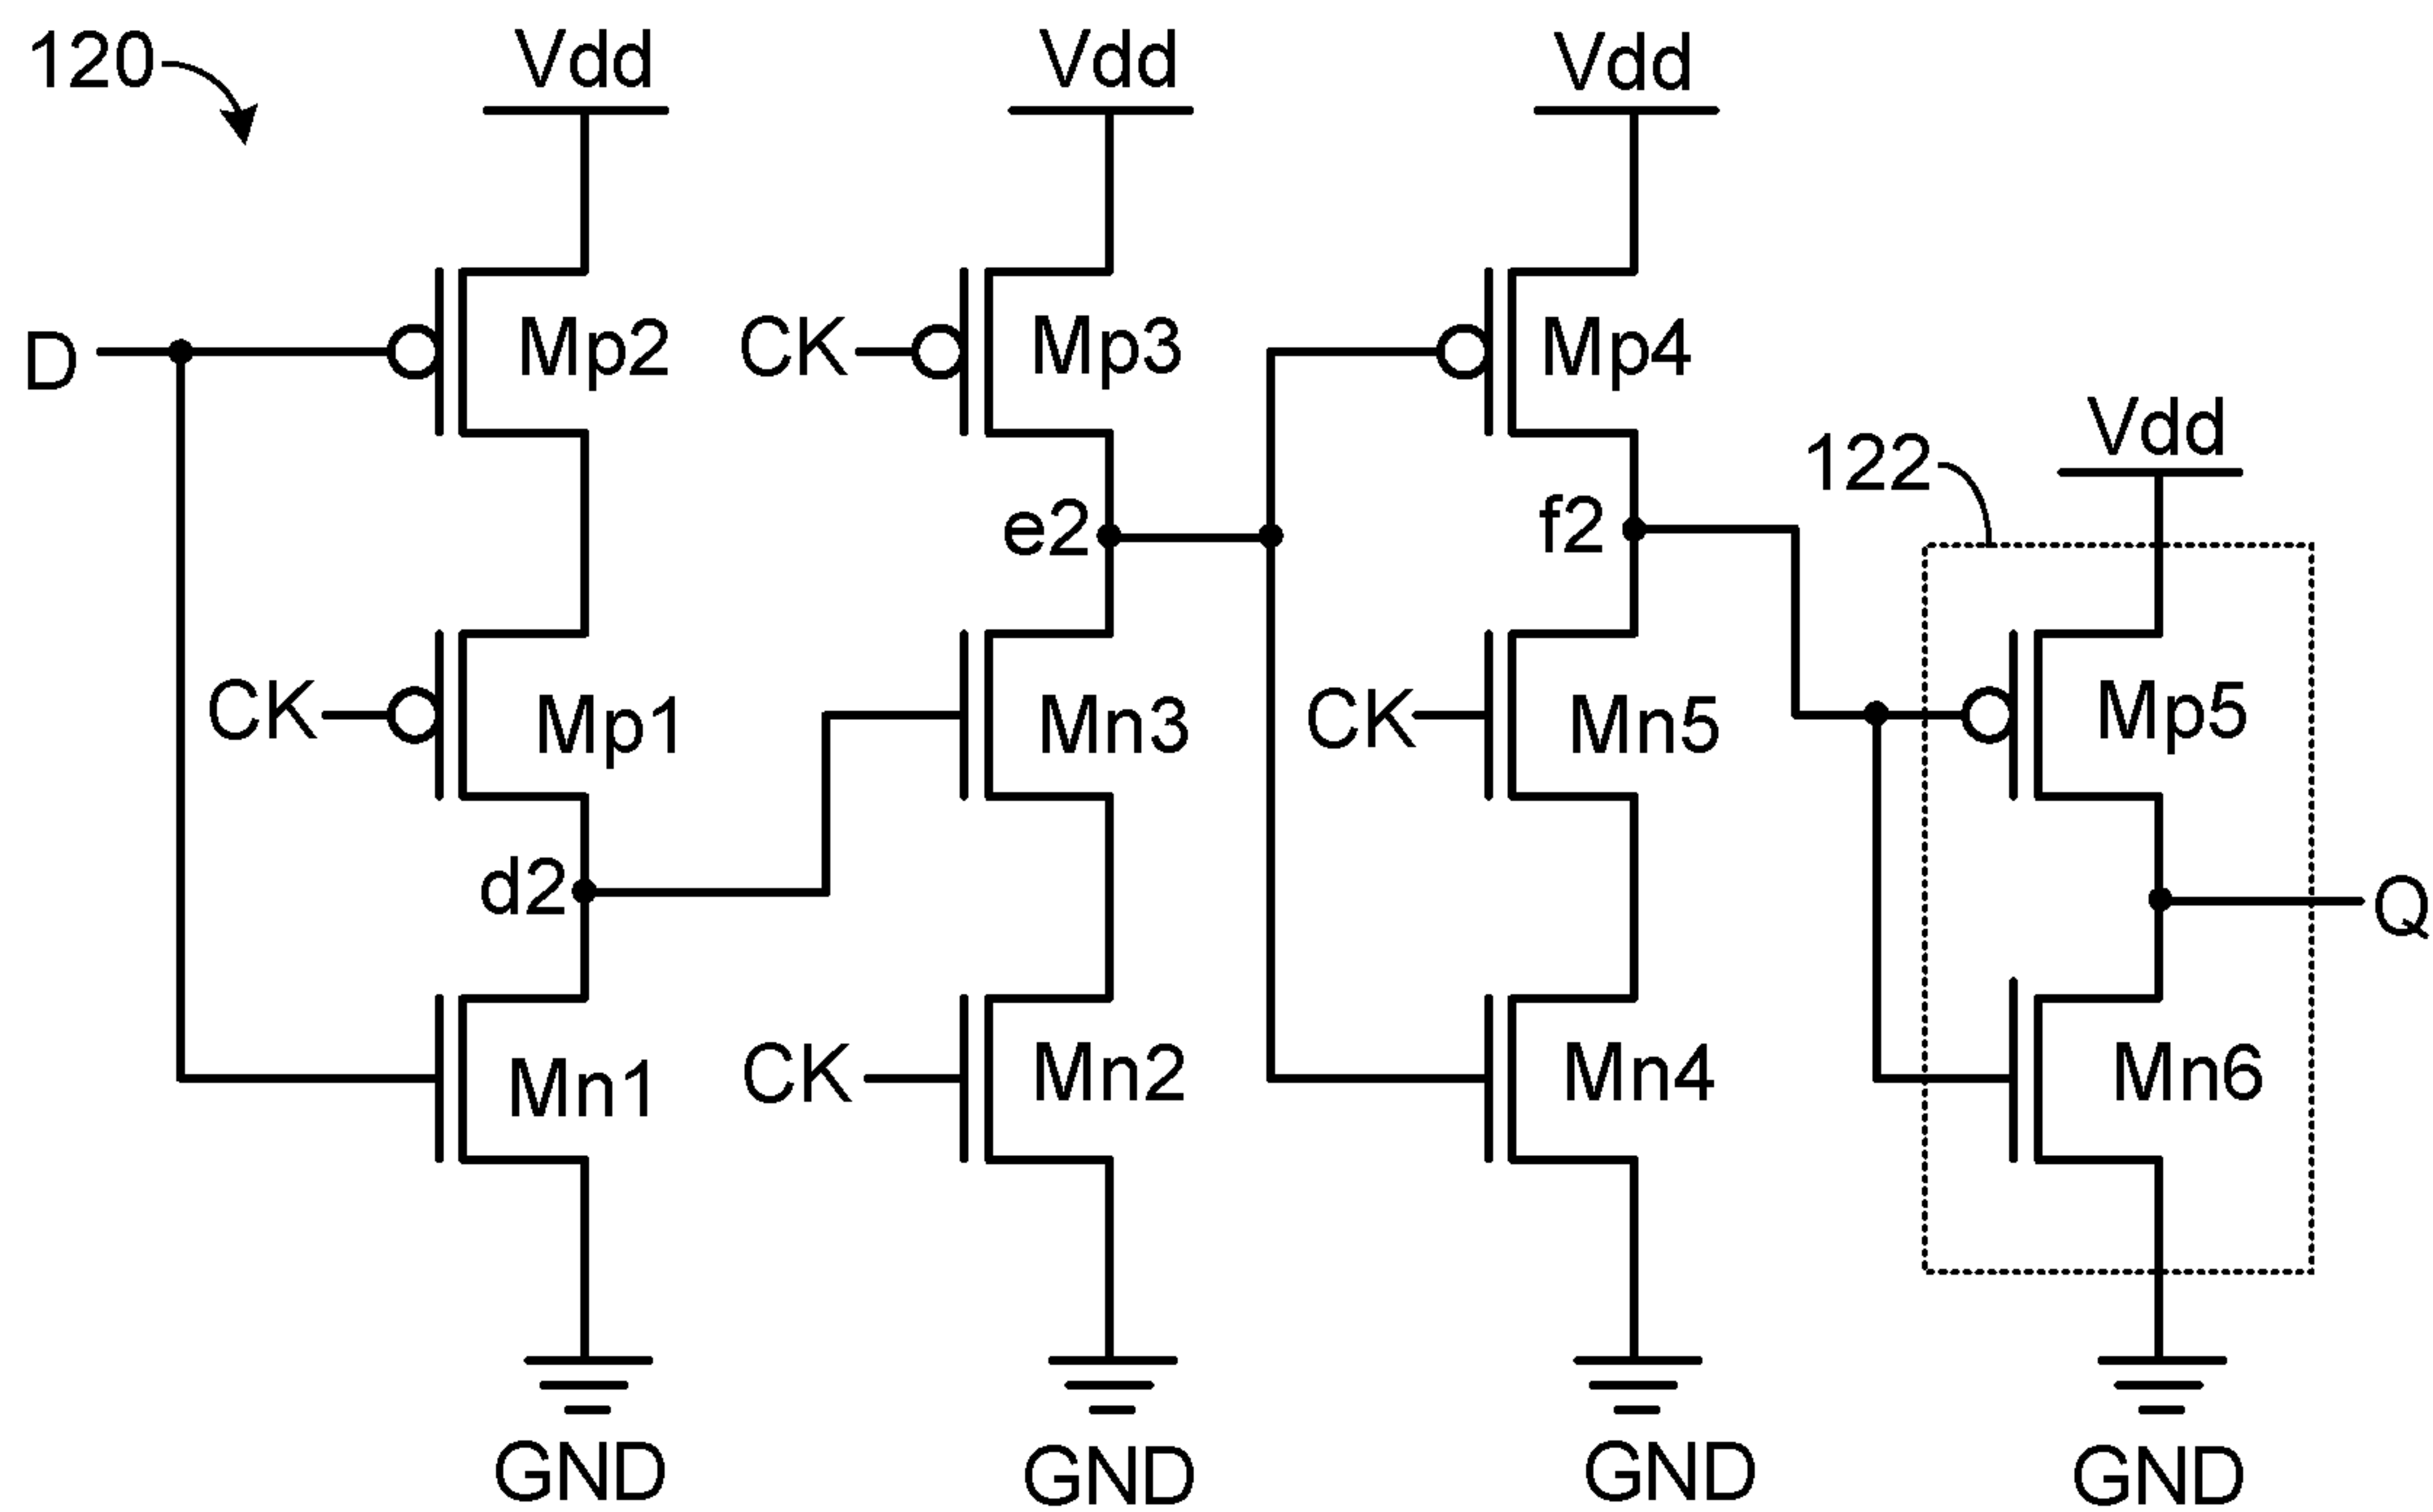 120
Vdd
Vdd
Vdd
D
Mp2
CK
Mp3
Mp4
Vdd
122
e2
f2
CK
Mp1
Mn3
CK
Mn5
Mp5
d2
Q
Mn1
CK
Mn2
Mn4
Mn6
GND
GND
GND
GND